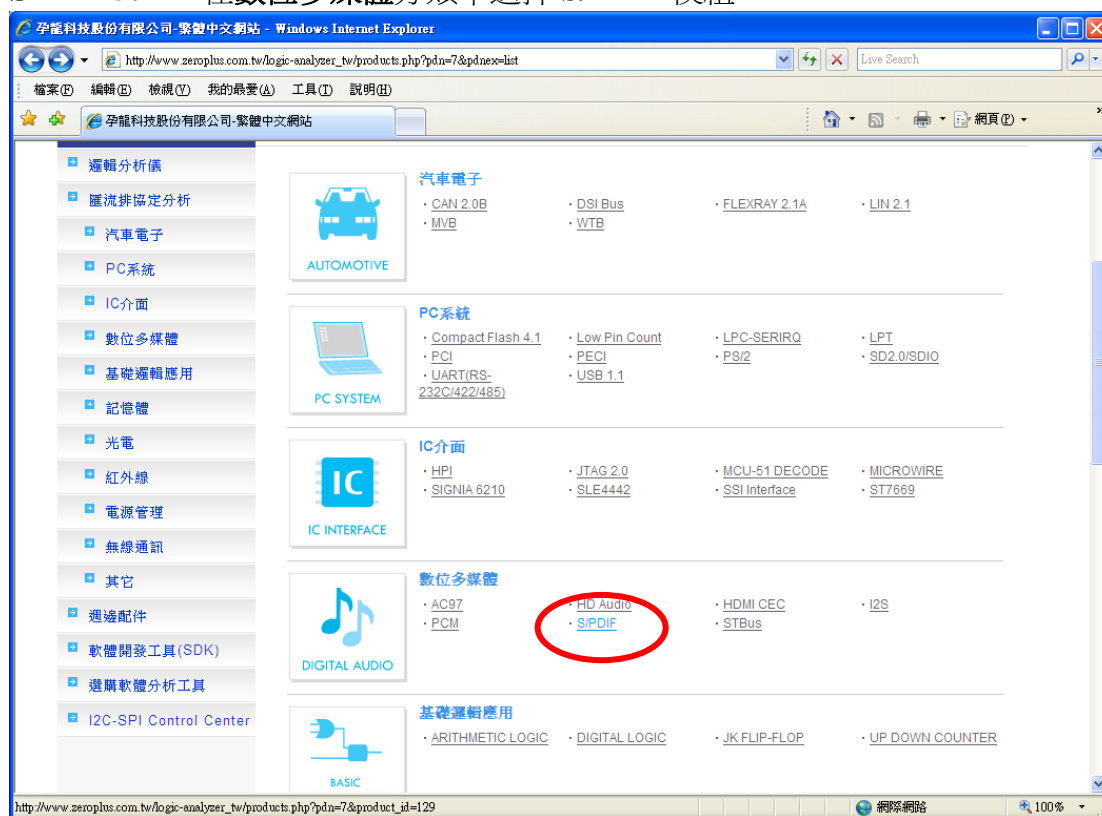 在數位多媒體分類下選擇
孕龍科技股份有限公司-繁體中文網站 - Windows Internet Explorer
http://www.zeroplus.com.tw/logic-analyzer_tw/products.php?pdn=7&pdnex=list
Live Search
檔案(F) 編輯(E) 檢視(V) 我的最愛(A) 工具(T) 說明(H)
孕龍科技股份有限公司-繁體中文網站
網頁(P)
邏輯分析儀
匯流排協定分析
汽車電子
PC系統
IC介面
數位多媒體
基礎邏輯應用
記憶體
光電
紅外線
電源管理
無線通訊
其它
週邊配件
軟體開發工具(SDK)
選購軟體分析工具
I2C-SPI Control Center
AUTOMOTIVE
汽車電子
· CAN 2.0B · DSI Bus · FLEXRAY 2.1A · LIN 2.1
· MVB · WTB
PC SYSTEM
PC系統
· Compact Flash 4.1 · Low Pin Count · LPC-SERIRQ · LPT
· PCI · PECI · PS/2 · SD2.0/SDIO
· UART(RS- · USB 1.1
232C/422/485)
IC
IC INTERFACE
IC介面
· HPI · JTAG 2.0 · MCU-51 DECODE · MICROWIRE
· SIGNIA 6210 · SLE4442 · SSI Interface · ST7669
DIGITAL AUDIO
數位多媒體
· AC97 · HD Audio · HDMI CEC · I2S
· PCM · S/PDIF · STBus
BASIC
基礎邏輯應用
· ARITHMETIC LOGIC · DIGITAL LOGIC · JK FLIP-FLOP · UP DOWN COUNTER
http://www.zeroplus.com.tw/logic-analyzer_tw/products.php?pdn=7&product_id=129
網際網路
100%